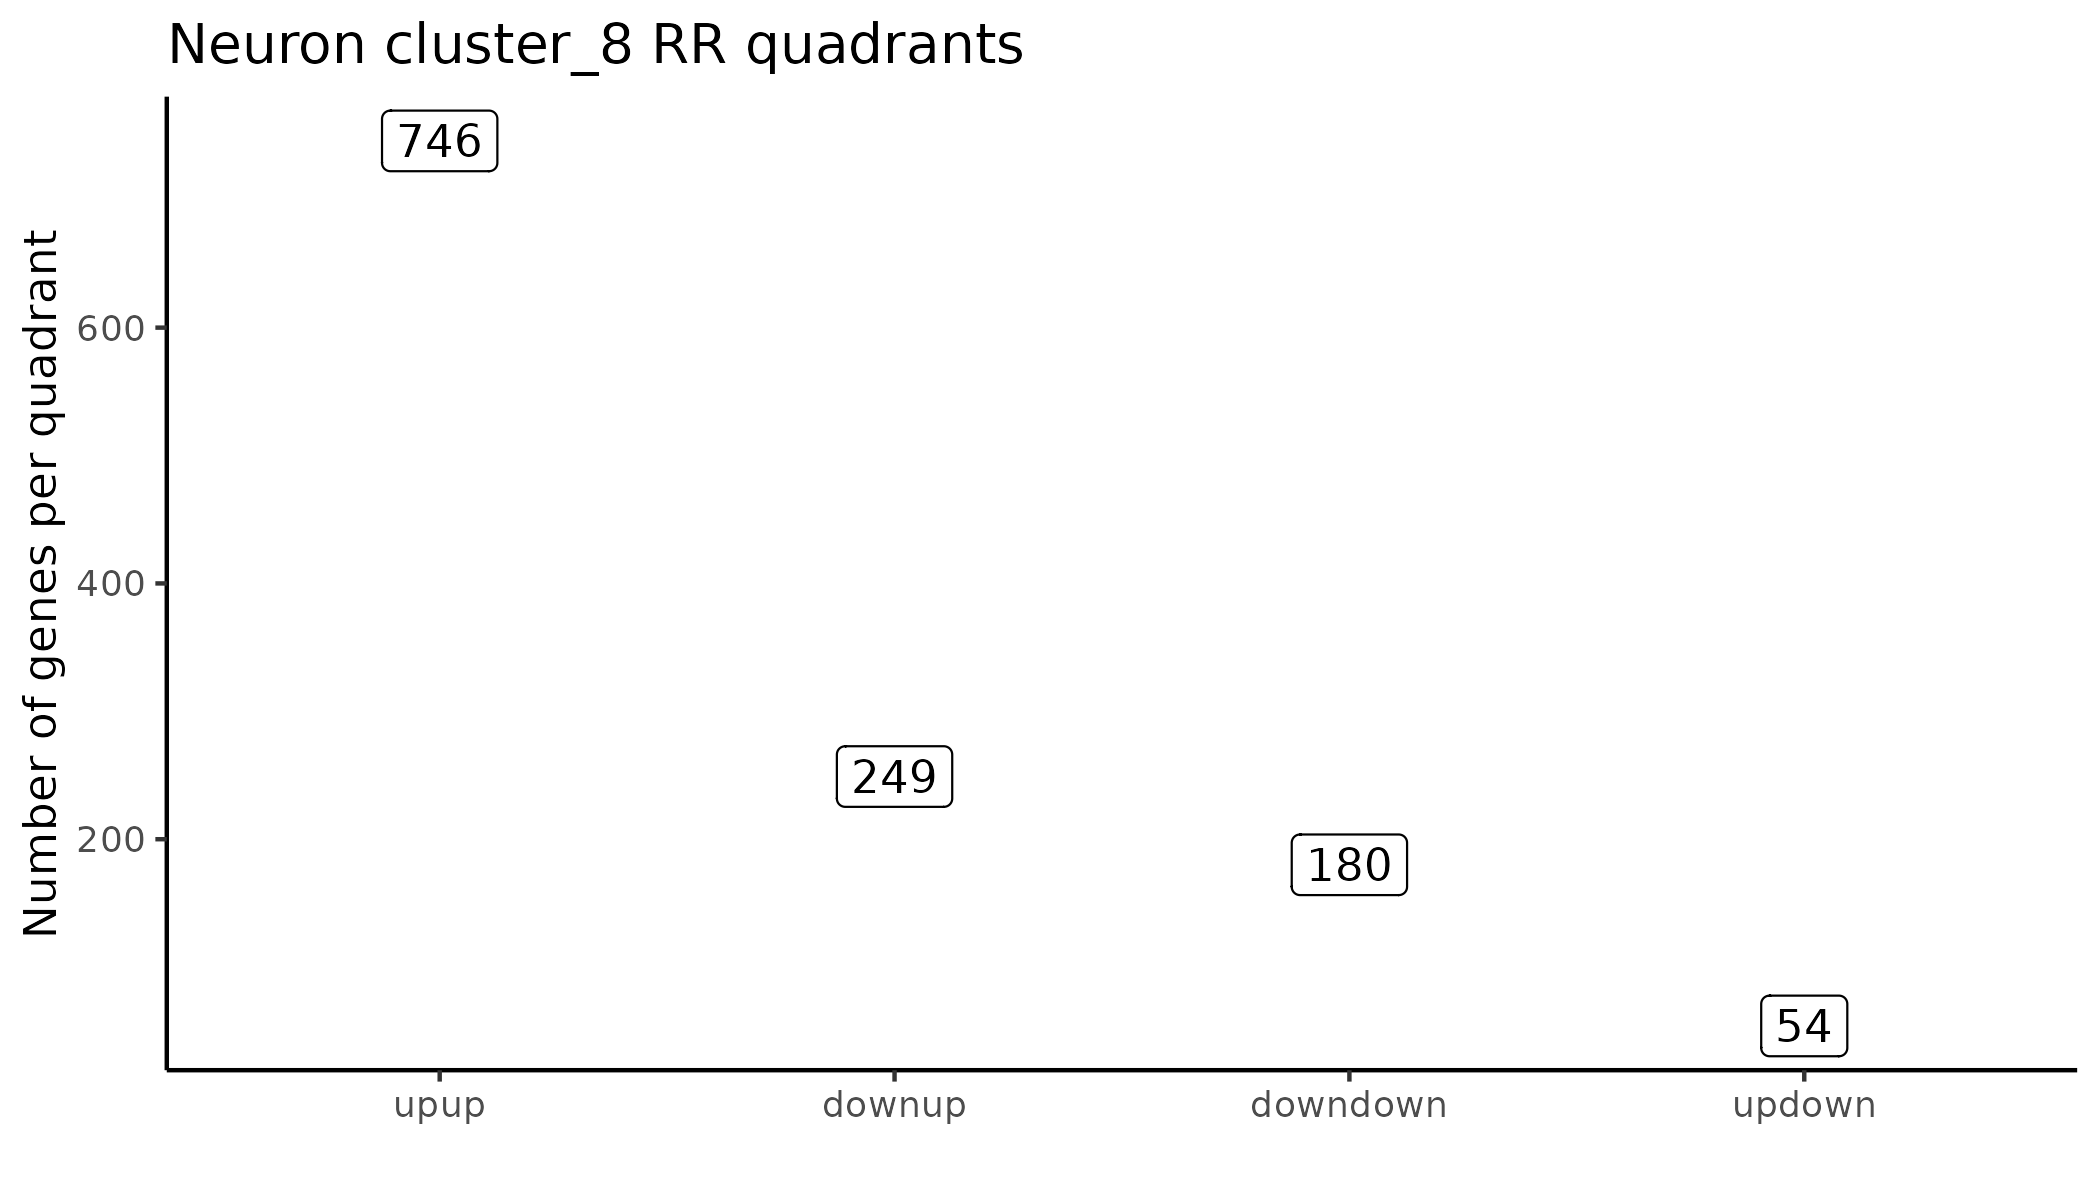 Neuron cluster_8 RR quadrants
Number of genes per quadrant
600
400
200
746
249
180
54
upup
downup
downdown
updown